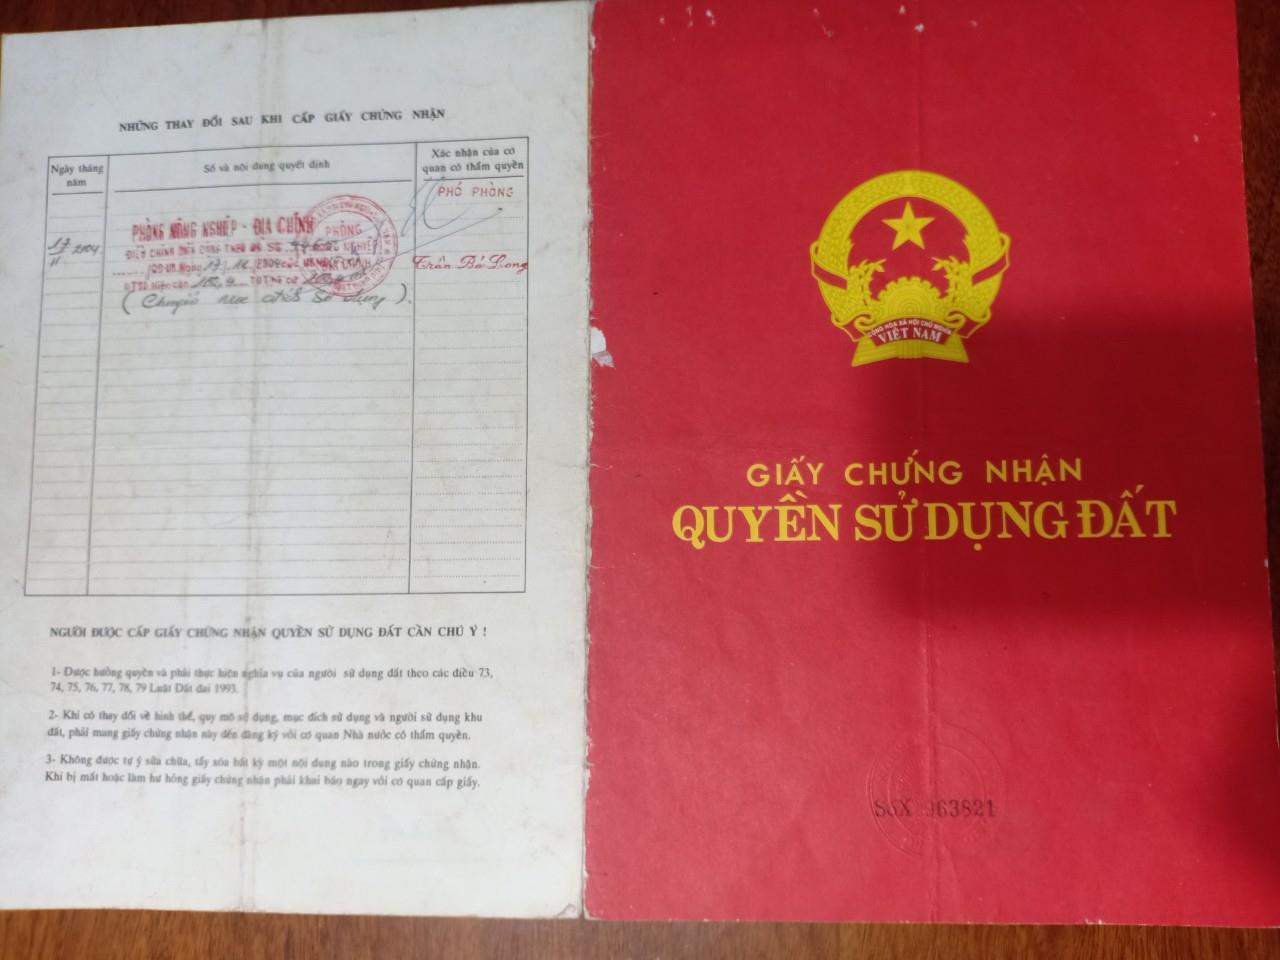 NHỮNG THAY ĐỔI SAU KHI CẤP GIẤY CHỨNG NHẬN
Ngày tháng năm
Số và nội dung quyết định
Xác nhận của cơ quan có thẩm quyền
PHÓ PHÒNG
PHÒNG NÔNG NGHIỆP - ĐỊA CHÍNH
17/11 2004
Trần Bá Long
NGƯỜI ĐƯỢC CẤP GIẤY CHỨNG NHẬN QUYỀN SỬ DỤNG ĐẤT CẦN CHÚ Ý !
1- Được hưởng quyền và phải thực hiện nghĩa vụ của người sử dụng đất theo các điều 73,
74, 75, 76, 77, 78, 79 Luật Đất đai 1993.
2- Khi có thay đổi về hình thể, quy mô sử dụng, mục đích sử dụng và người sử dụng khu
đất, phải mang giấy chứng nhận này đến đăng ký với cơ quan Nhà nước có thẩm quyền.
3- Không được tự ý sửa chữa, tẩy xóa bất kỳ một nội dung nào trong giấy chứng nhận.
Khi bị mất hoặc làm hư hỏng giấy chứng nhận phải khai báo ngay với cơ quan cấp giấy.
CỘNG HÒA XÃ HỘI CHỦ NGHĨA
VIỆT NAM
GIẤY CHỨNG NHẬN
QUYỀN SỬ DỤNG ĐẤT
Số X 963821